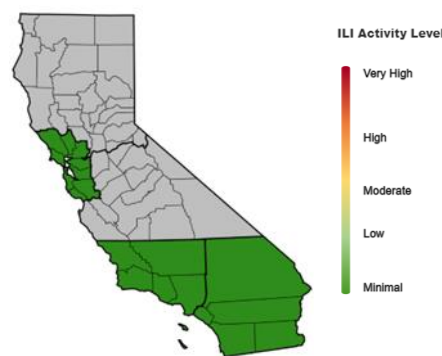 ILI Activity Level
Very High
High
Moderate
Low
Minimal